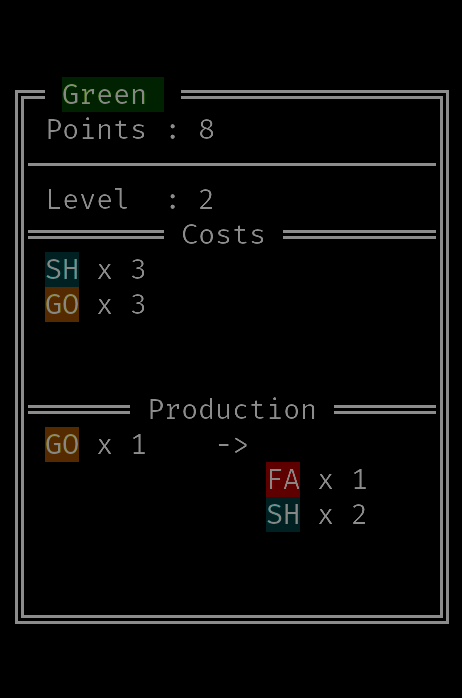 Green
Points : 8
Level  : 2
Costs
SH x 3
GO x 3
Production
GO x 1    ->
FA x 1
SH x 2